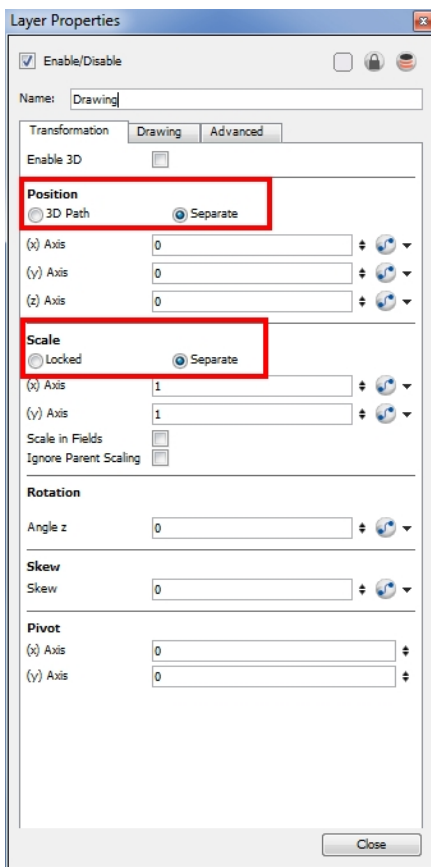 Layer Properties
Enable/Disable
Name: Drawing
Transformation Drawing Advanced
Enable 3D
Position
3D Path Separate
(x) Axis 0
(y) Axis 0
(z) Axis 0
Scale
Locked Separate
(x) Axis 1
(y) Axis 1
Scale in Fields
Ignore Parent Scaling
Rotation
Angle z 0
Skew
Skew 0
Pivot
(x) Axis 0
(y) Axis 0
Close